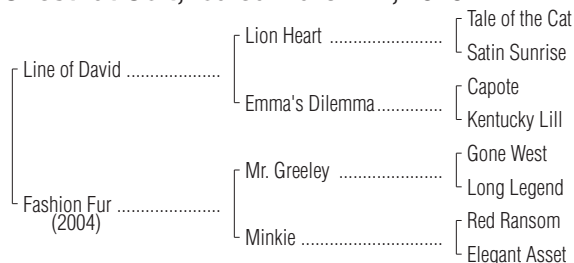 Tale of the Cat
Lion Heart ........................
Satin Sunrise
Line of David ....................
Capote
Emma's Dilemma..............
Kentucky Lill
Gone West
Mr. Greeley ......................
Long Legend
Fashion Fur ......................
(2004)
Red Ransom
Minkie ..............................
Elegant Asset